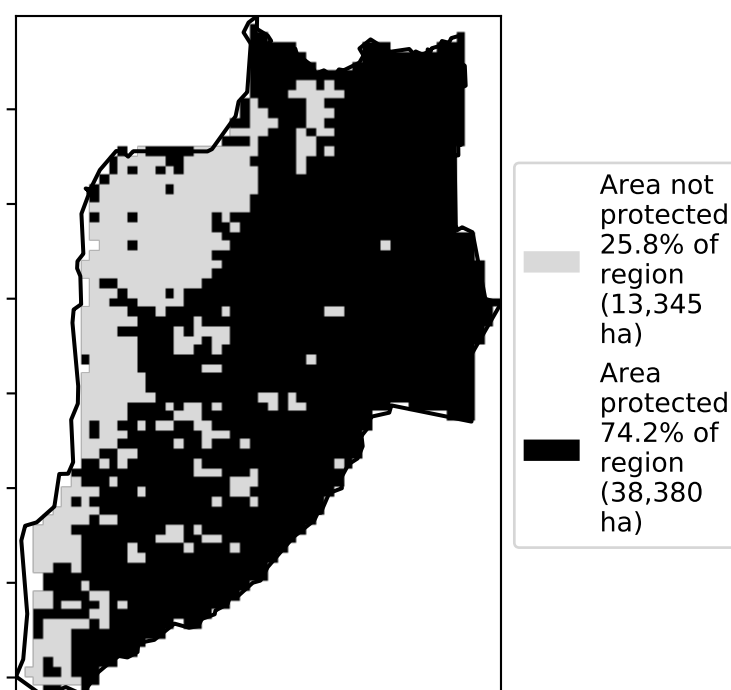 Area not
protected
25.8% of
region
(13,345
ha)
Area
protected
74.2% of
region
(38,380
ha)